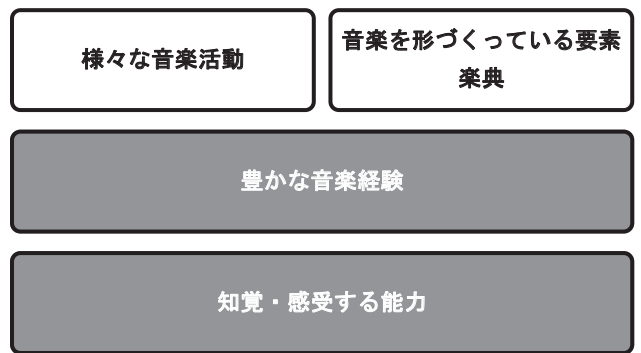 様々な音楽活動
音楽を形づくっている要素
楽典
豊かな音楽経験
知覚・感受する能力